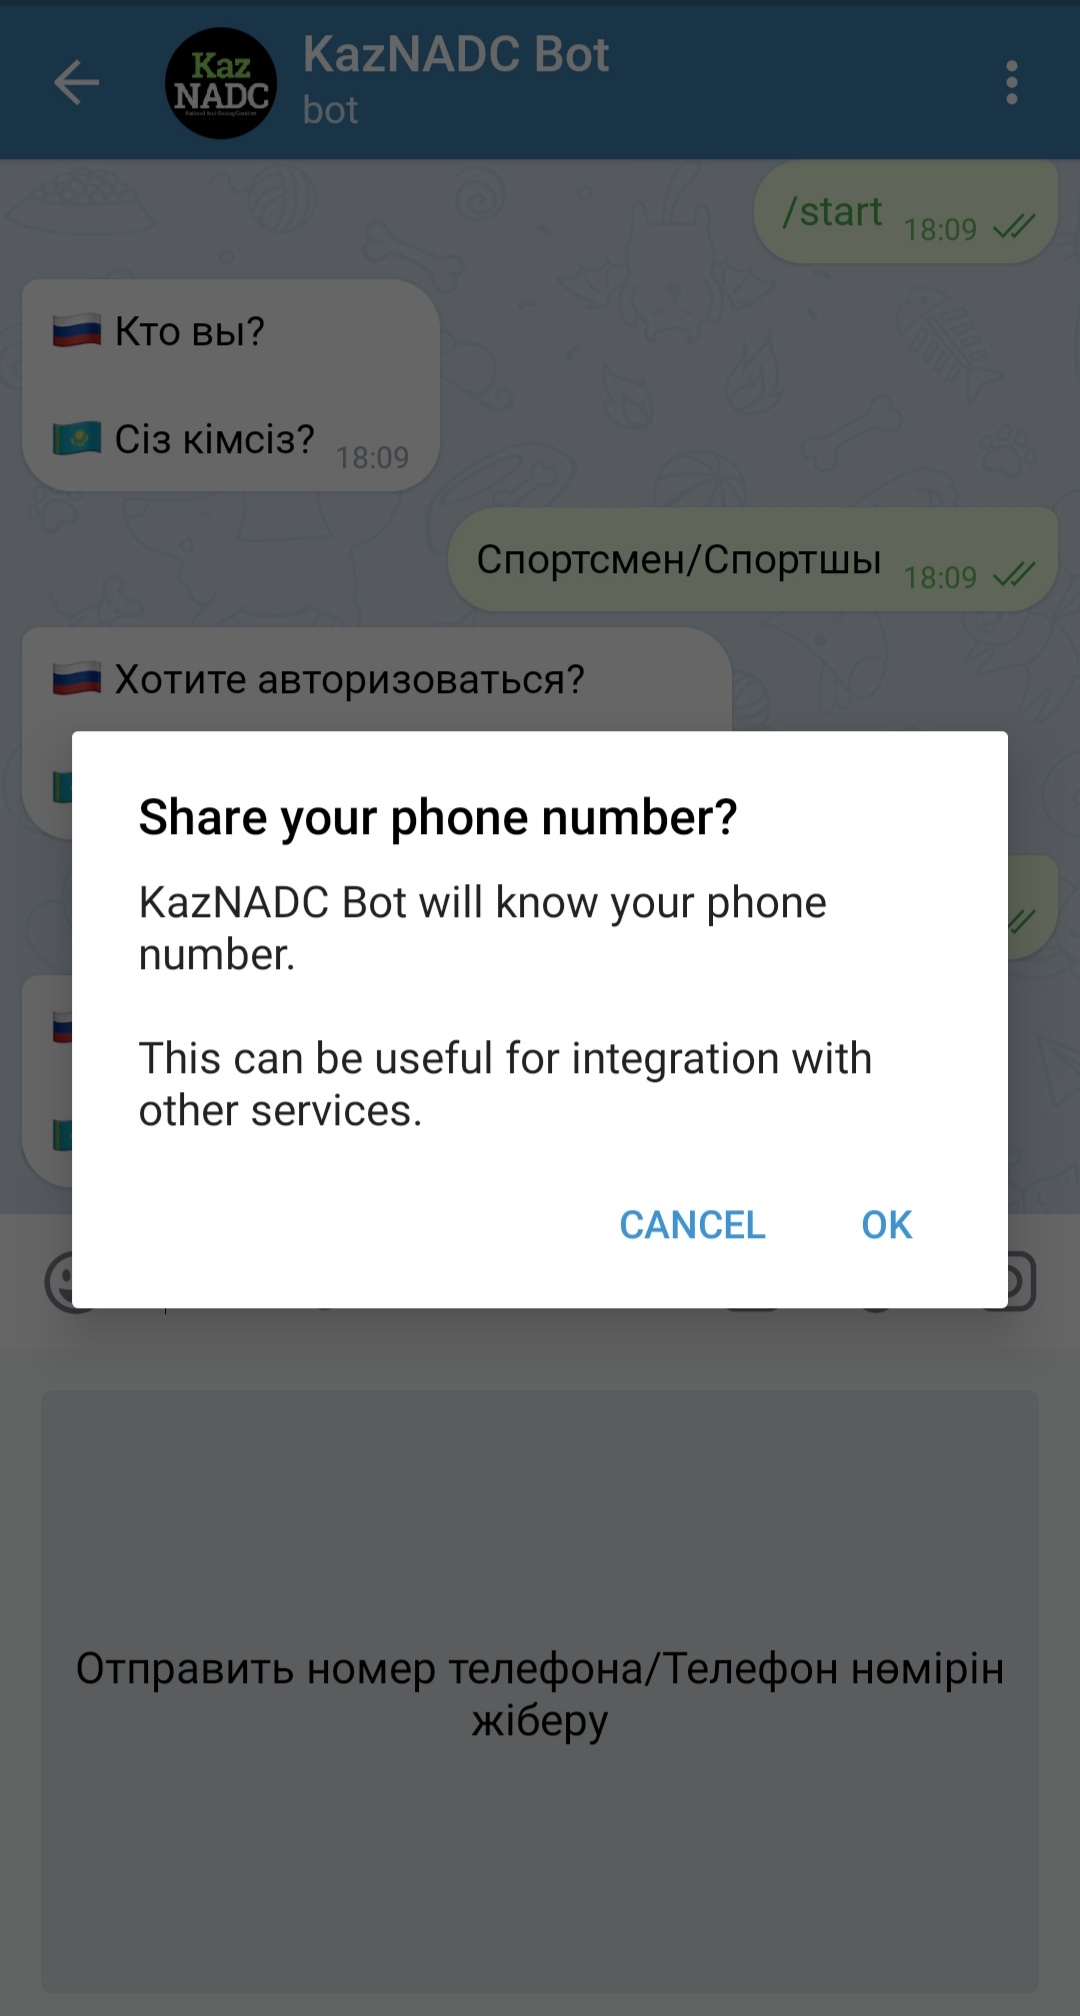 KazNADC Bot
bot
Kaz
NADC
/start 18:09
Кто вы?
Сіз кімсіз? 18:09
Спортсмен/Спортшы 18:09
Хотите авторизоваться?
Share your phone number?
KazNADC Bot will know your phone
number.
This can be useful for integration with
other services.
CANCEL OK
Отправить номер телефона/Телефон нөмірін
жіберу